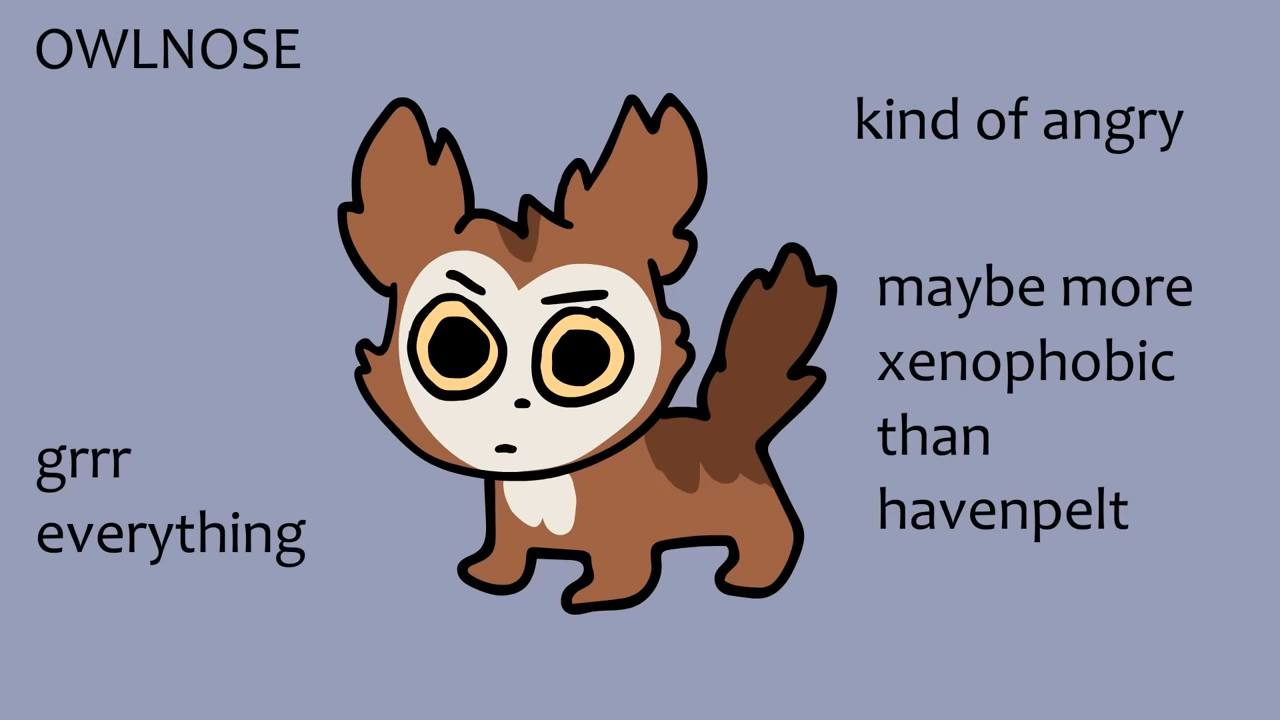 OWLNOSE
kind of angry
maybe more
xenophobic
than
havenpelt
grrr
everything